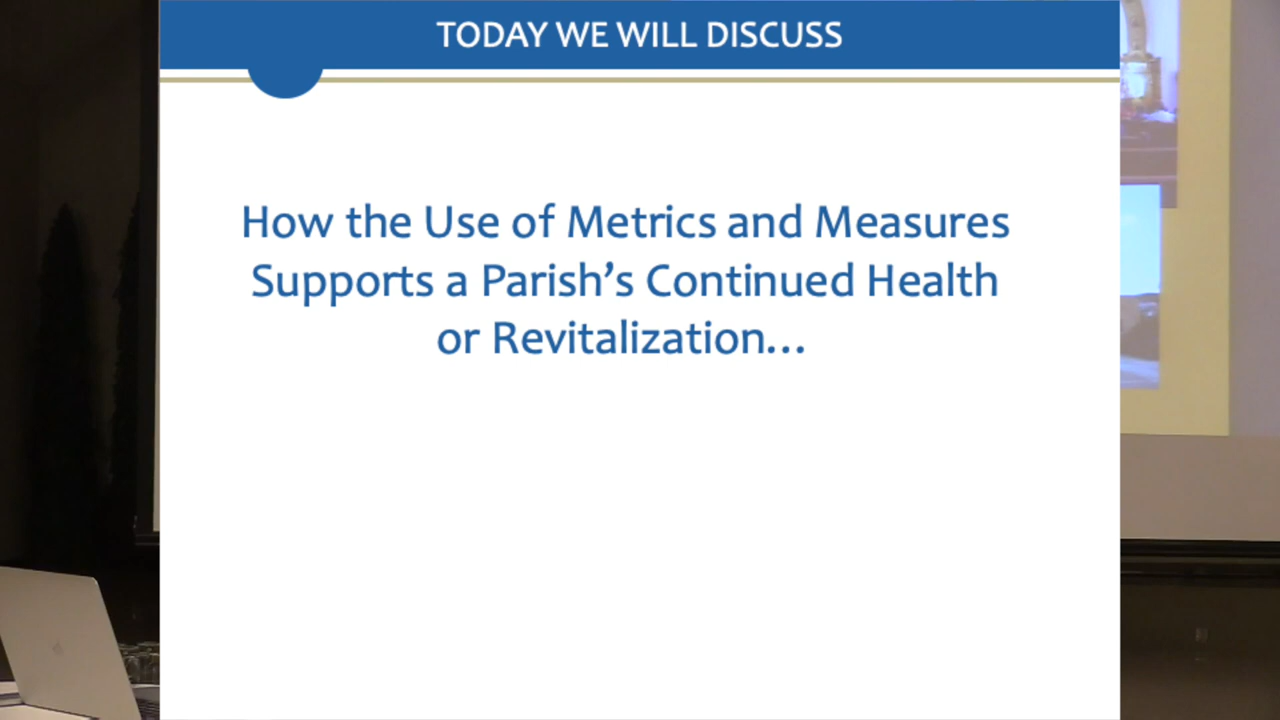 TODAY WE WILL DISCUSS
How the Use of Metrics and Measures
Supports a Parish’s Continued Health
or Revitalization…